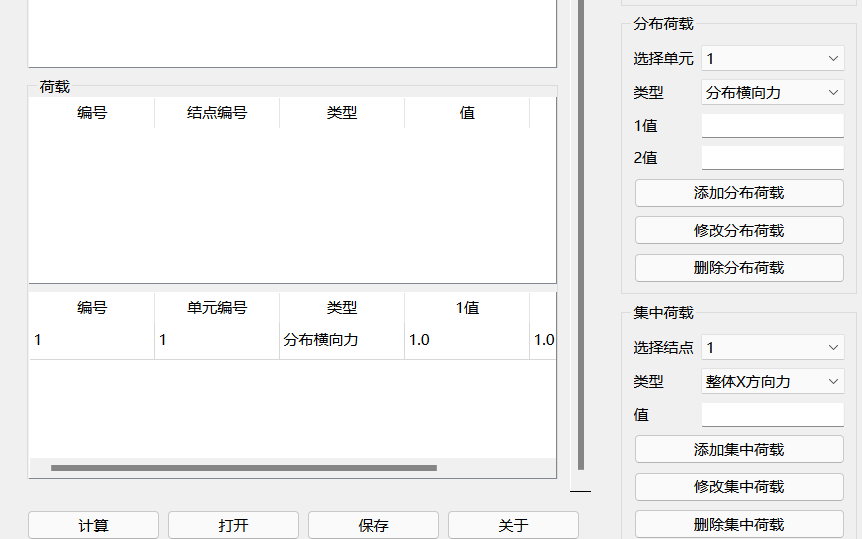 荷载
编号 结点编号 类型 值
编号 单元编号 类型 1值
1 1 分布横向力 1.0 1.0
计算 打开 保存 关于
分布荷载
选择单元 1
类型 分布横向力
1值
2值
添加分布荷载
修改分布荷载
删除分布荷载
集中荷载
选择结点 1
类型 整体X方向力
值
添加集中荷载
修改集中荷载
删除集中荷载